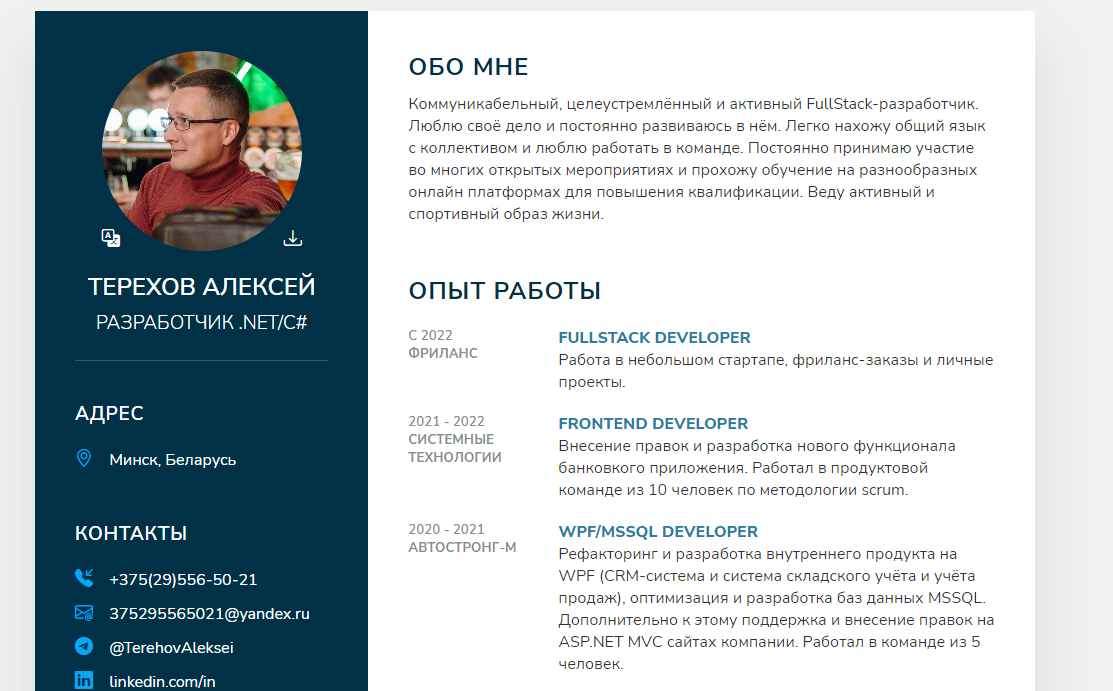 ТЕРЕХОВ АЛЕКСЕЙ
РАЗРАБОТЧИК .NET/C#
АДРЕС
Минск, Беларусь
КОНТАКТЫ
+375(29)556-50-21
375295565021@yandex.ru
@TerehovAleksei
linkedin.com/in
ОБО МНЕ
Коммуникабельный, целеустремлённый и активный FullStack-разработчик.
Люблю своё дело и постоянно развиваюсь в нём. Легко нахожу общий язык
с коллективом и люблю работать в команде. Постоянно принимаю участие
во многих открытых мероприятиях и прохожу обучение на разнообразных
онлайн платформах для повышения квалификации. Веду активный и
спортивный образ жизни.
ОПЫТ РАБОТЫ
С 2022
ФРИЛАНС
FULLSTACK DEVELOPER
Работа в небольшом стартапе, фриланс-заказы и личные
проекты.
2021 - 2022
СИСТЕМНЫЕ
ТЕХНОЛОГИИ
FRONTEND DEVELOPER
Внесение правок и разработка нового функционала
банковкого приложения. Работал в продуктовой
команде из 10 человек по методологии scrum.
2020 - 2021
АВТОСТРОНГ-М
WPF/MSSQL DEVELOPER
Рефакторинг и разработка внутреннего продукта на
WPF (CRM-система и система складского учёта и учёта
продаж), оптимизация и разработка баз данных MSSQL.
Дополнительно к этому поддержка и внесение правок на
ASP.NET MVC сайтах компании. Работал в команде из 5
человек.